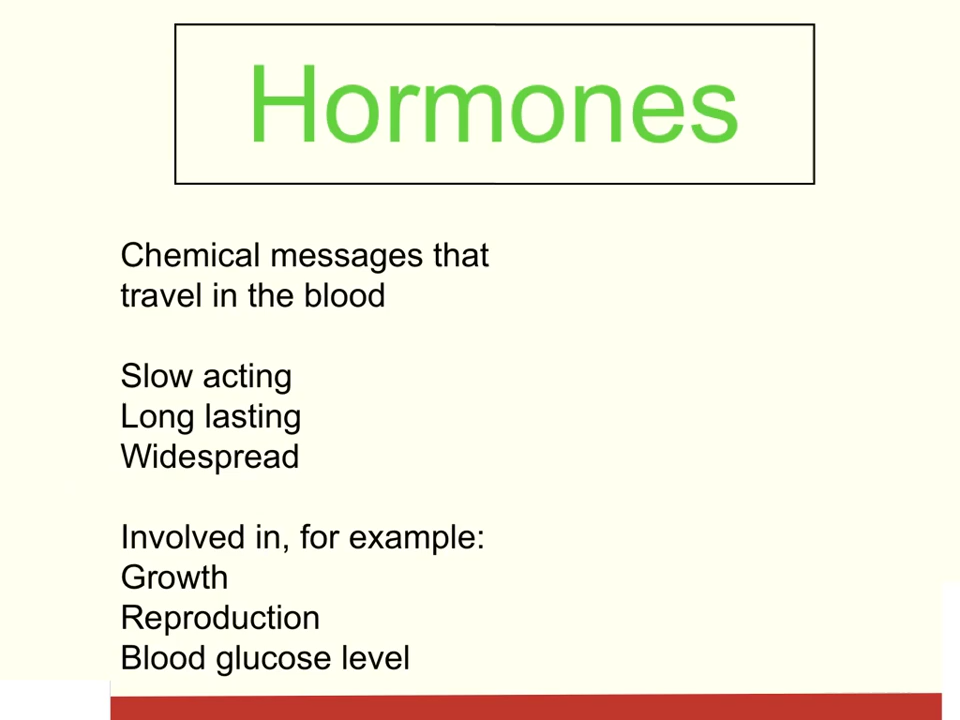 Hormones
Chemical messages that
travel in the blood
Slow acting
Long lasting
Widespread
Involved in, for example:
Growth
Reproduction
Blood glucose level